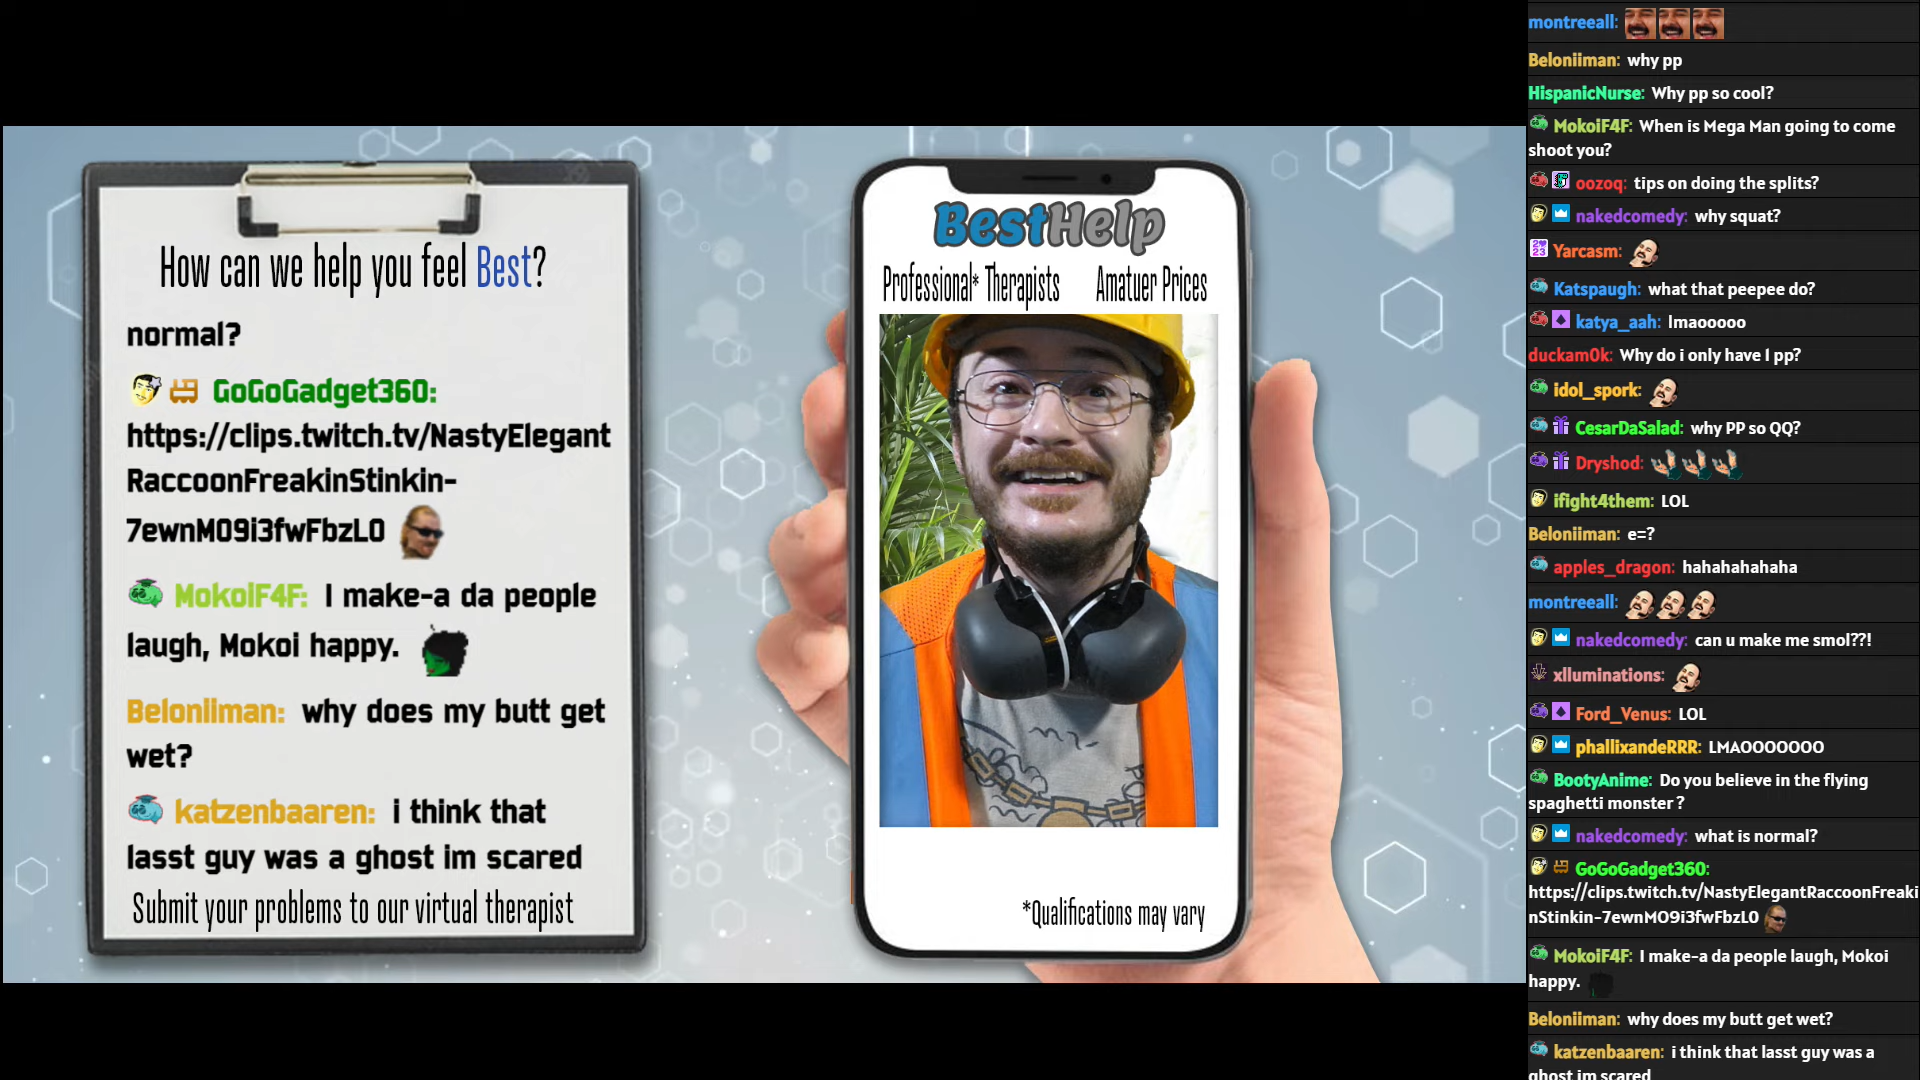 How can we help you feel Best?
normal?
GoGoGadget360:
https://clips.twitch.tv/NastyElegant
RaccoonFreakinStinkin-
7ewnMO9i3fwFbzL0
MokoiF4F: I make-a da people
laugh, Mokoi happy.
Beloniiman: why does my butt get
wet?
katzenbaaren: i think that
lasst guy was a ghost im scared
Submit your problems to our virtual therapist
BestHelp
Professional* Therapists Amatuer Prices
*Qualifications may vary
montreeall:
Beloniiman: why pp
HispanicNurse: Why pp so cool?
MokoiF4F: When is Mega Man going to come
shoot you?
oozoq: tips on doing the splits?
nakedcomedy: why squat?
Yarcasm:
Katspaugh: what that peepee do?
katya_aah: lmaooooo
duckam0k: Why do i only have 1 pp?
idol_spork:
CesarDaSalad: why PP so QQ?
Dryshod:
ifight4them: LOL
Beloniiman: e=?
apples_dragon: hahahahahaha
montreeall:
nakedcomedy: can u make me smol??!
xlluminations:
Ford_Venus: LOL
phallixandeRRR: LMAOOOOOOO
BootyAnime: Do you believe in the flying
spaghetti monster ?
nakedcomedy: what is normal?
GoGoGadget360:
https://clips.twitch.tv/NastyElegantRaccoonFreaki
nStinkin-7ewnMO9i3fwFbzL0
MokoiF4F: I make-a da people laugh, Mokoi
happy.
Beloniiman: why does my butt get wet?
katzenbaaren: i think that lasst guy was a
ghost im scared